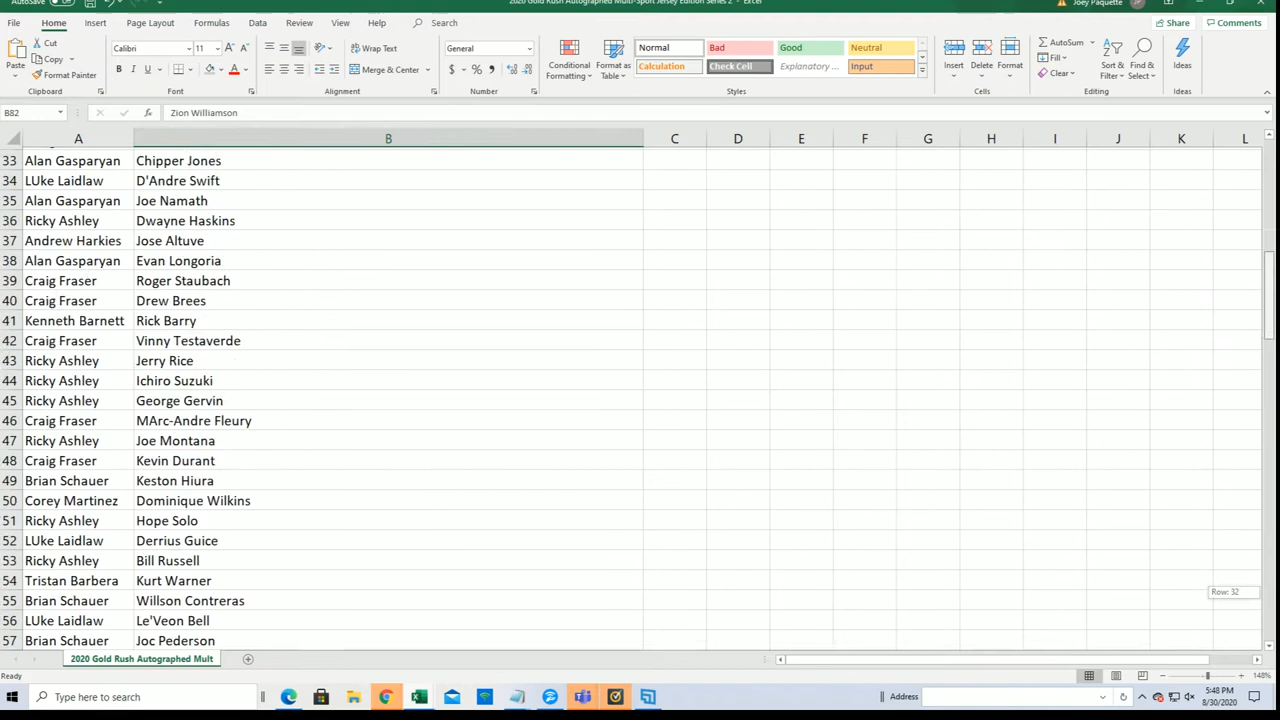 AutoSave Off 2020 Gold Rush Autographed Multi-Sport Jersey Edition Series 2 - Excel Joey Paquette JP
File Home Insert Page Layout Formulas Data Review View Help Search Share Comments
Cut
Copy
Format Painter
Paste
Calibri 11
B I U A
Wrap Text
Merge & Center
General
$ %
Conditional Formatting
Format as Table
Normal Bad Good Neutral
Calculation Check Cell Explanatory ... Input
Insert Delete Format
AutoSum
Fill
Clear
Sort & Filter
Find & Select
Ideas
Clipboard Font Alignment Number Styles Cells Editing Ideas
B82 fx Zion Williamson
A B C D E F G H I J K L
33 Alan Gasparyan Chipper Jones
34 LUke Laidlaw D'Andre Swift
35 Alan Gasparyan Joe Namath
36 Ricky Ashley Dwayne Haskins
37 Andrew Harkies Jose Altuve
38 Alan Gasparyan Evan Longoria
39 Craig Fraser Roger Staubach
40 Craig Fraser Drew Brees
41 Kenneth Barnett Rick Barry
42 Craig Fraser Vinny Testaverde
43 Ricky Ashley Jerry Rice
44 Ricky Ashley Ichiro Suzuki
45 Ricky Ashley George Gervin
46 Craig Fraser MArc-Andre Fleury
47 Ricky Ashley Joe Montana
48 Craig Fraser Kevin Durant
49 Brian Schauer Keston Hiura
50 Corey Martinez Dominique Wilkins
51 Ricky Ashley Hope Solo
52 LUke Laidlaw Derrius Guice
53 Ricky Ashley Bill Russell
54 Tristan Barbera Kurt Warner
55 Brian Schauer Willson Contreras
Row: 32
56 LUke Laidlaw Le'Veon Bell
57 Brian Schauer Joc Pederson
2020 Gold Rush Autographed Mult
Ready 148%
Type here to search Address 5:48 PM
8/30/2020